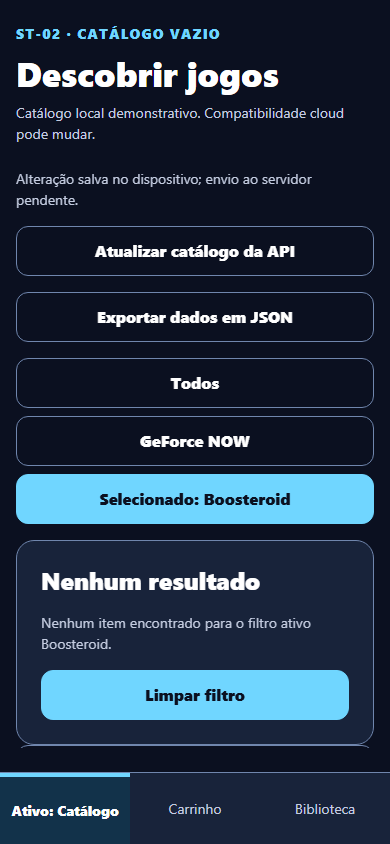 ST-02 • CATÁLOGO VAZIO
Descobrir jogos
Catálogo local demonstrativo. Compatibilidade cloud
pode mudar.
Alteração salva no dispositivo; envio ao servidor
pendente.
Atualizar catálogo da API
Exportar dados em JSON
Todos
GeForce NOW
Selecionado: Boosteroid
Nenhum resultado
Nenhum item encontrado para o filtro ativo
Boosteroid.
Limpar filtro
Ativo: Catálogo
Carrinho
Biblioteca